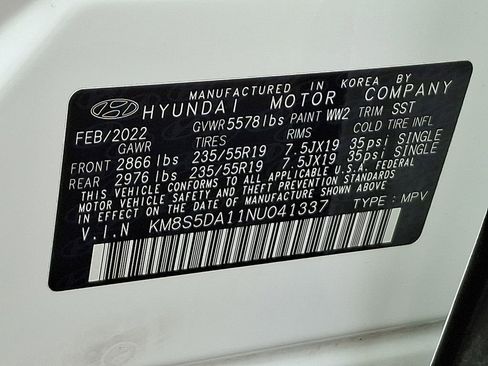 MANUFACTURED IN KOREA BY
HYUNDAI MOTOR COMPANY
FEB/2022 GVWR 5578lbs PAINT WW2 TRIM SST
GAWR TIRES RIMS COLD TIRE INFL
FRONT 2866 lbs 235/55R19 7.5JX19 35psi SINGLE
REAR 2976 lbs 235/55R19 7.5JX19 35psi SINGLE
THIS VEHICLE CONFORMS TO ALL APPLICABLE U.S.A. FEDERAL
MOTOR VEHICLE SAFETY AND THEFT PREVENTION STANDARDS
IN EFFECT ON THE DATE OF MANUFACTURE SHOWN ABOVE.
V.I.N KM8S5DA11NU041337 TYPE : MPV